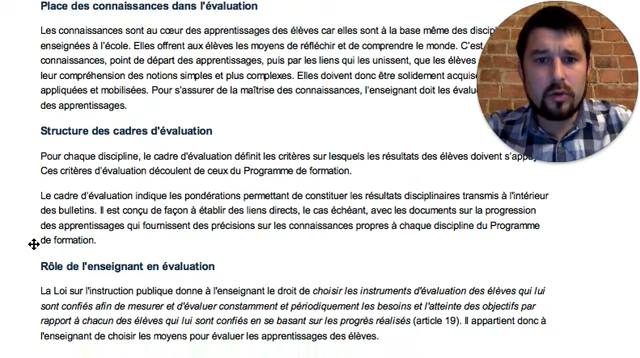 Place des connaissances dans l'évaluation
Les connaissances sont au cœur des apprentissages des élèves car elles sont à la base même des
enseignées à l'école. Elles offrent aux élèves les moyens de réfléchir et de comprendre le monde. C'est
connaissances, point de départ des apprentissages, puis par les liens qui les unissent, que les élèves
leur compréhension des notions simples et plus complexes. Elles doivent donc être solidement
appliquées et mobilisées. Pour s'assurer de la maîtrise des connaissances, l'enseignant doit les
des apprentissages.
Structure des cadres d'évaluation
Pour chaque discipline, le cadre d'évaluation définit les critères sur lesquels les résultats des élèves doivent
Ces critères d'évaluation découlent de ceux du Programme de formation.
Le cadre d'évaluation indique les pondérations permettant de constituer les résultats disciplinaires transmis à l'intérieur
des bulletins. Il est conçu de façon à établir des liens directs, le cas échéant, avec les documents sur la progression
des apprentissages qui fournissent des précisions sur les connaissances propres à chaque discipline du Programme
de formation.
Rôle de l'enseignant en évaluation
La Loi sur l'instruction publique donne à l'enseignant le droit de choisir les instruments d'évaluation des élèves qui lui
sont confiés afin de mesurer et d'évaluer constamment et périodiquement les besoins et l'atteinte des objectifs par
rapport à chacun des élèves qui lui sont confiés en se basant sur les progrès réalisés (article 19). Il appartient donc à
l'enseignant de choisir les moyens pour évaluer les apprentissages des élèves.